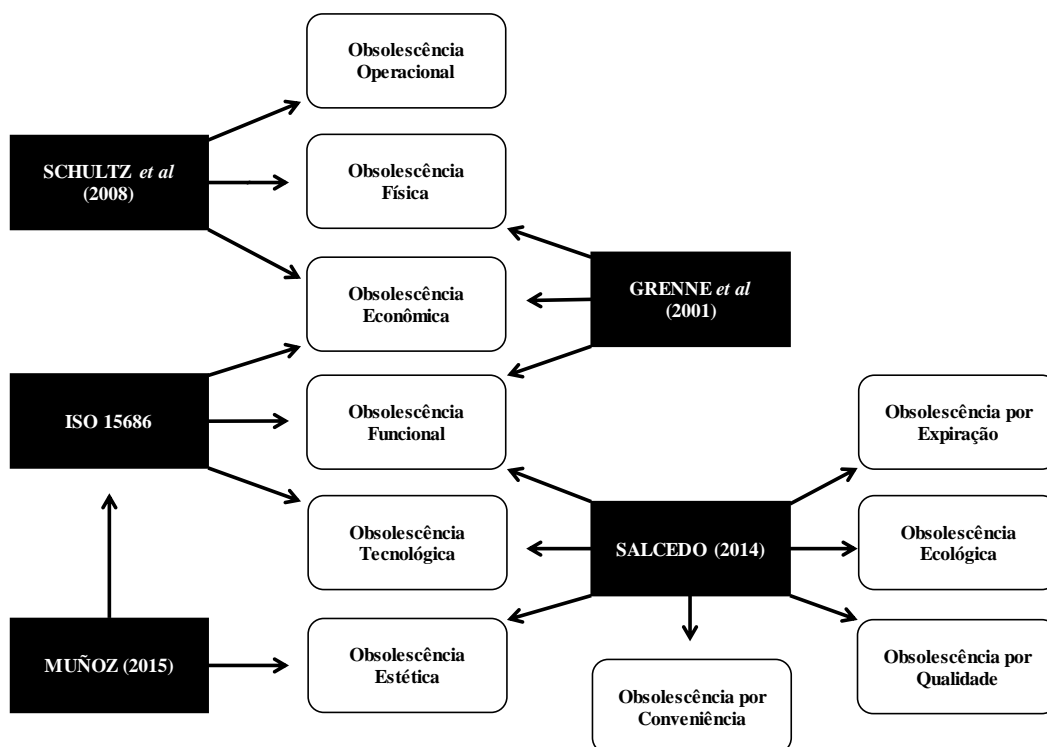 Obsolescência
Operacional
SCHULTZ et al
(2008)
Obsolescência
Física
Obsolescência
Econômica
GRENNE et al
(2001)
ISO 15686
Obsolescência
Funcional
Obsolescência por
Expiração
Obsolescência
Tecnológica
SALCEDO (2014)
Obsolescência
Ecológica
MUÑOZ (2015)
Obsolescência
Estética
Obsolescência por
Qualidade
Obsolescência por
Conveniência